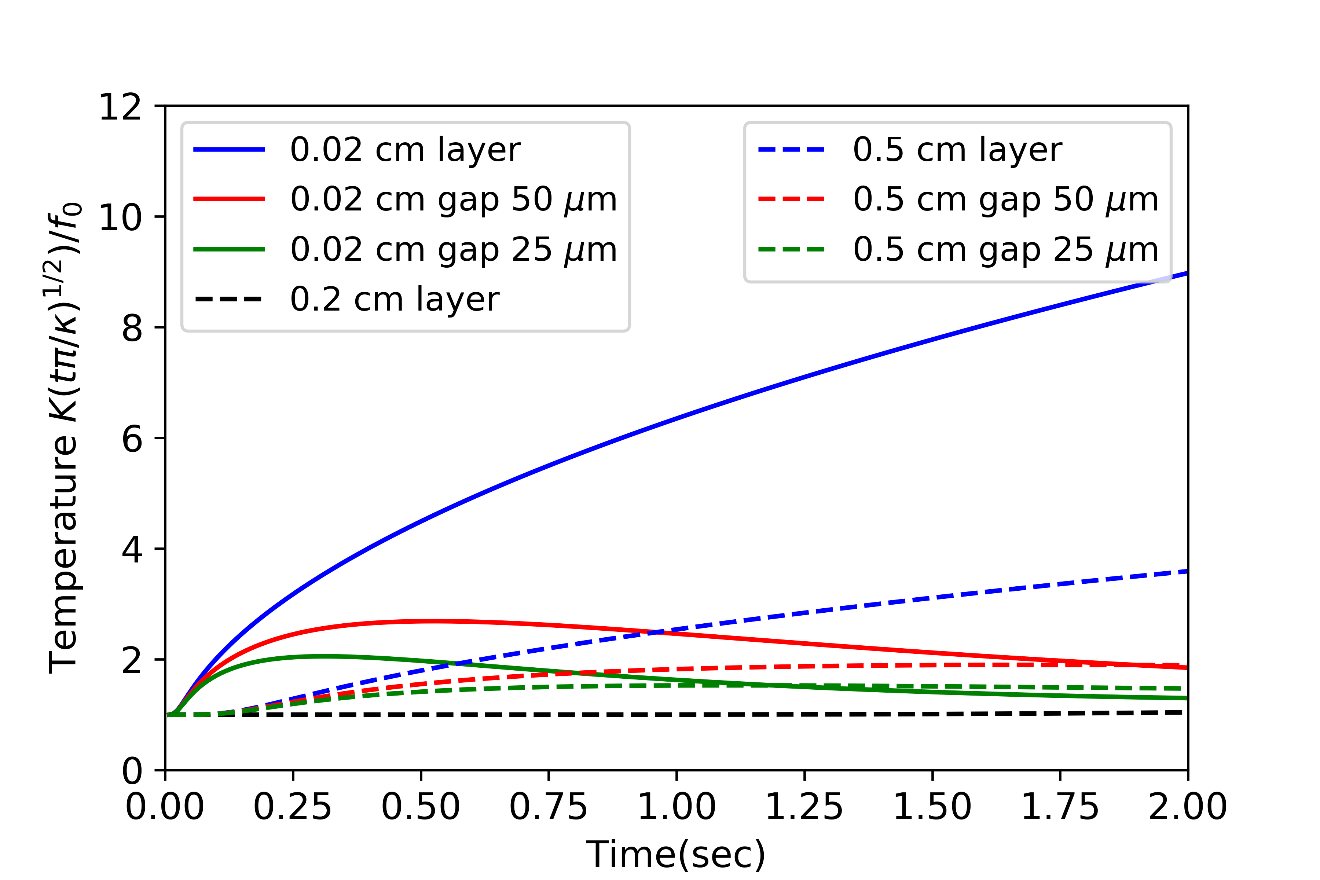 12
10
8
6
4
2
0
Temperature K(tπ/κ)^{1/2})/f_0
0.02 cm layer
0.02 cm gap 50 μm
0.02 cm gap 25 μm
0.2 cm layer
0.5 cm layer
0.5 cm gap 50 μm
0.5 cm gap 25 μm
0.00 0.25 0.50 0.75 1.00 1.25 1.50 1.75 2.00
Time(sec)